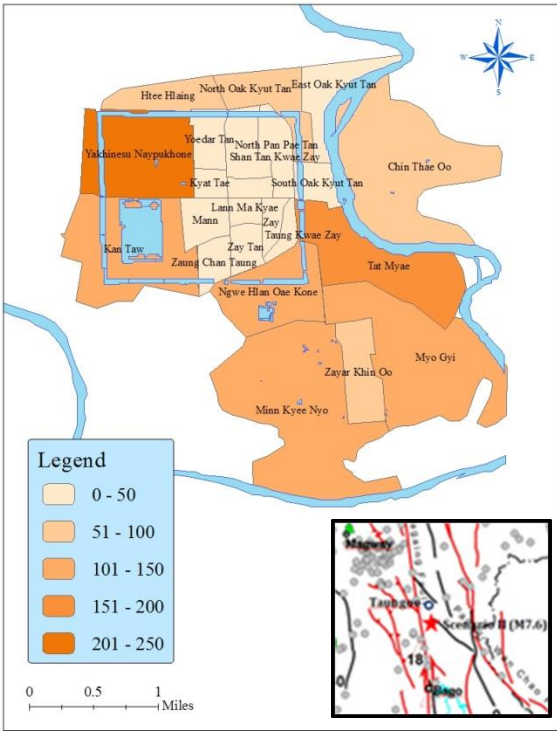 N
W E
S
East Oak Kyut Tan
North Oak Kyut Tan
Htee Hlaing
Yoedar Tan
North Pan Pae Tan
Yakhinesu Naypukhone
Shan Tan Kwae Zay
Chin Thae Oo
Kyat Tae
South Oak Kyut Tan
Lann Ma Kyae
Mann
Zay
Taung Kwae Zay
Kan Taw
Zay Tan
Zaung Chan Taung
Tat Myae
Ngwe Hlan Oae Kone
Myo Gyi
Zayar Khin Oo
Minn Kyee Nyo
Legend
0 - 50
51 - 100
101 - 150
151 - 200
201 - 250
0 0.5 1
Miles
Magway
Taungoo
Scenario II (M7.6)
18
Bago